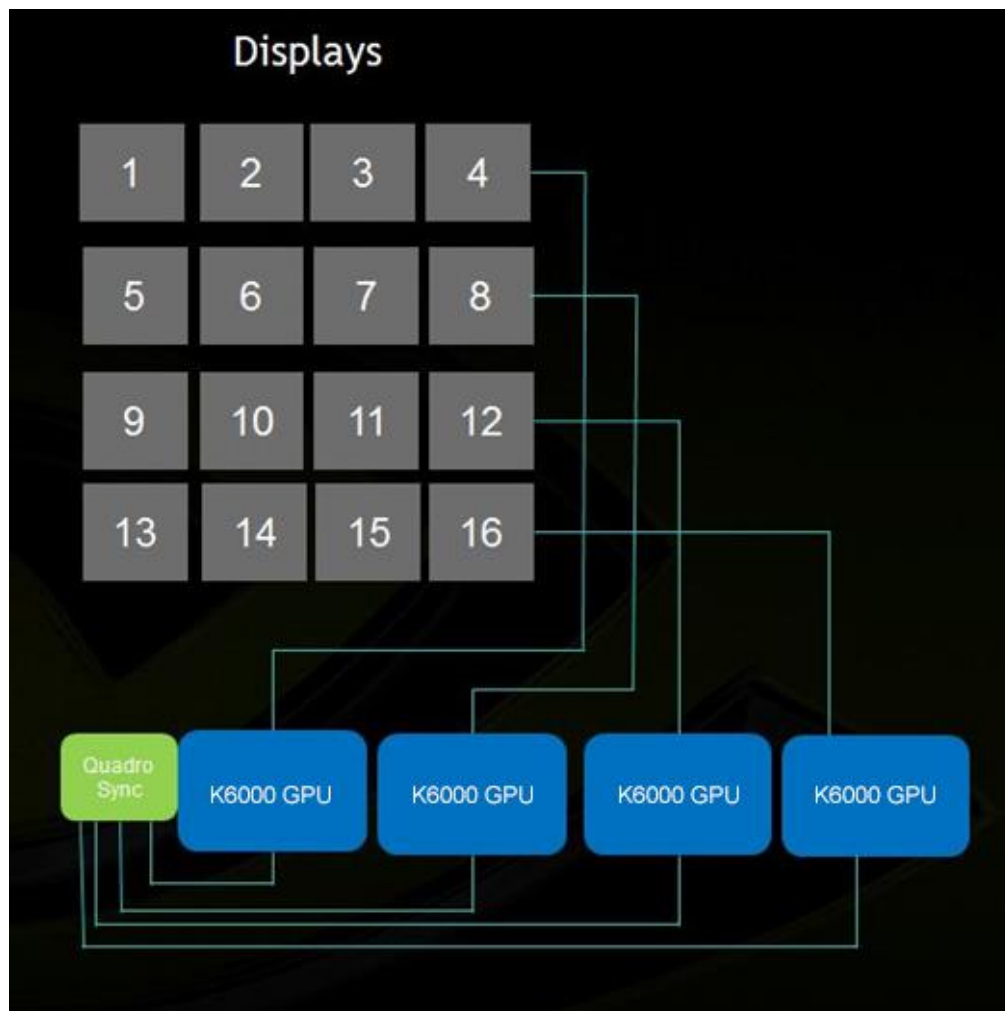 Displays
1 2 3 4
5 6 7 8
9 10 11 12
13 14 15 16
Quadro
Sync
K6000 GPU K6000 GPU K6000 GPU K6000 GPU